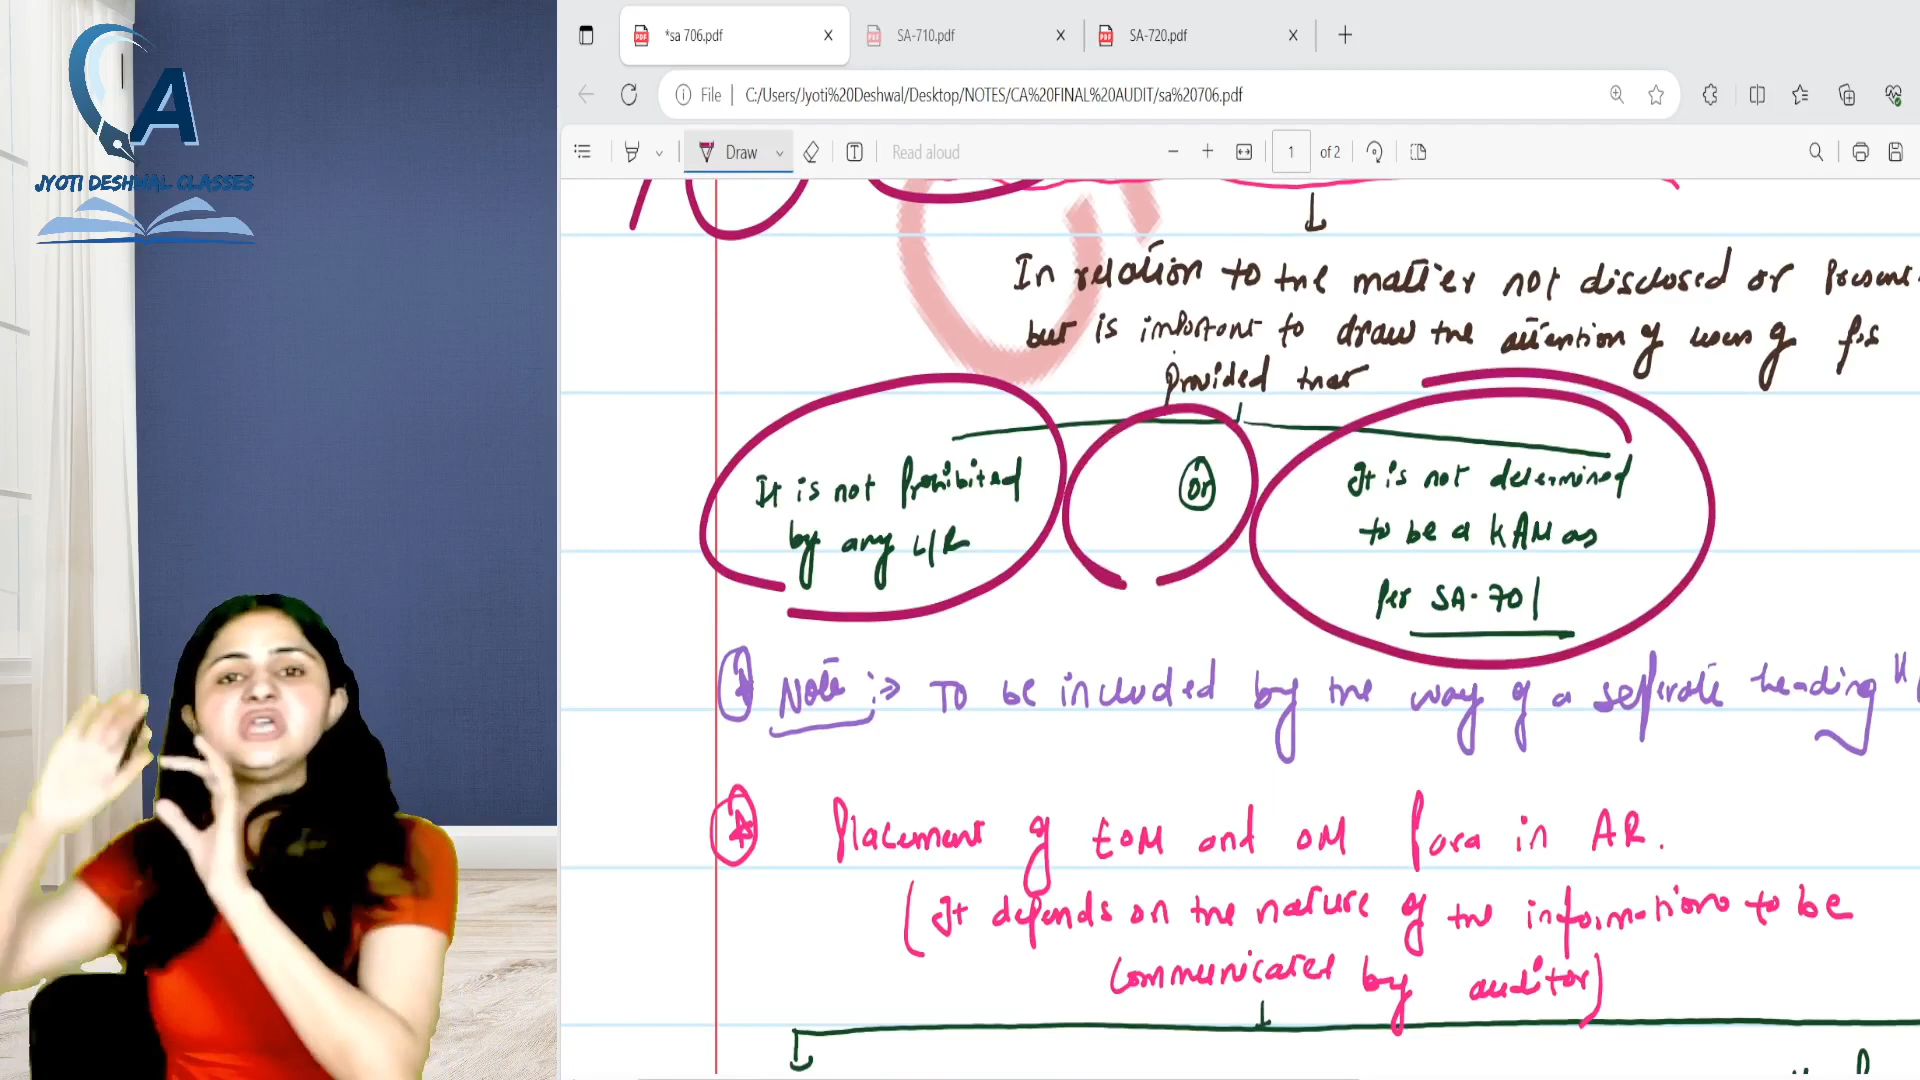 A
JYOTI DESHWAL CLASSES
*sa 706.pdf
SA-710.pdf
SA-720.pdf
File
C:/Users/Jyoti%20Deshwal/Desktop/NOTES/CA%20FINAL%20AUDIT/sa%20706.pdf
Draw
Read aloud
1
of 2
In relation to the matter not disclosed or
but is important to draw the attention of users of f.s
provided that
It is not Prohibited
by any L/R
or
It is not determined
to be a KAM as
Per SA-701
Note :-> To be included by the way of a seperate heading "
Placement of EOM and OM Para in AR.
(It depends on the nature of the informations to be
communicated by auditor)